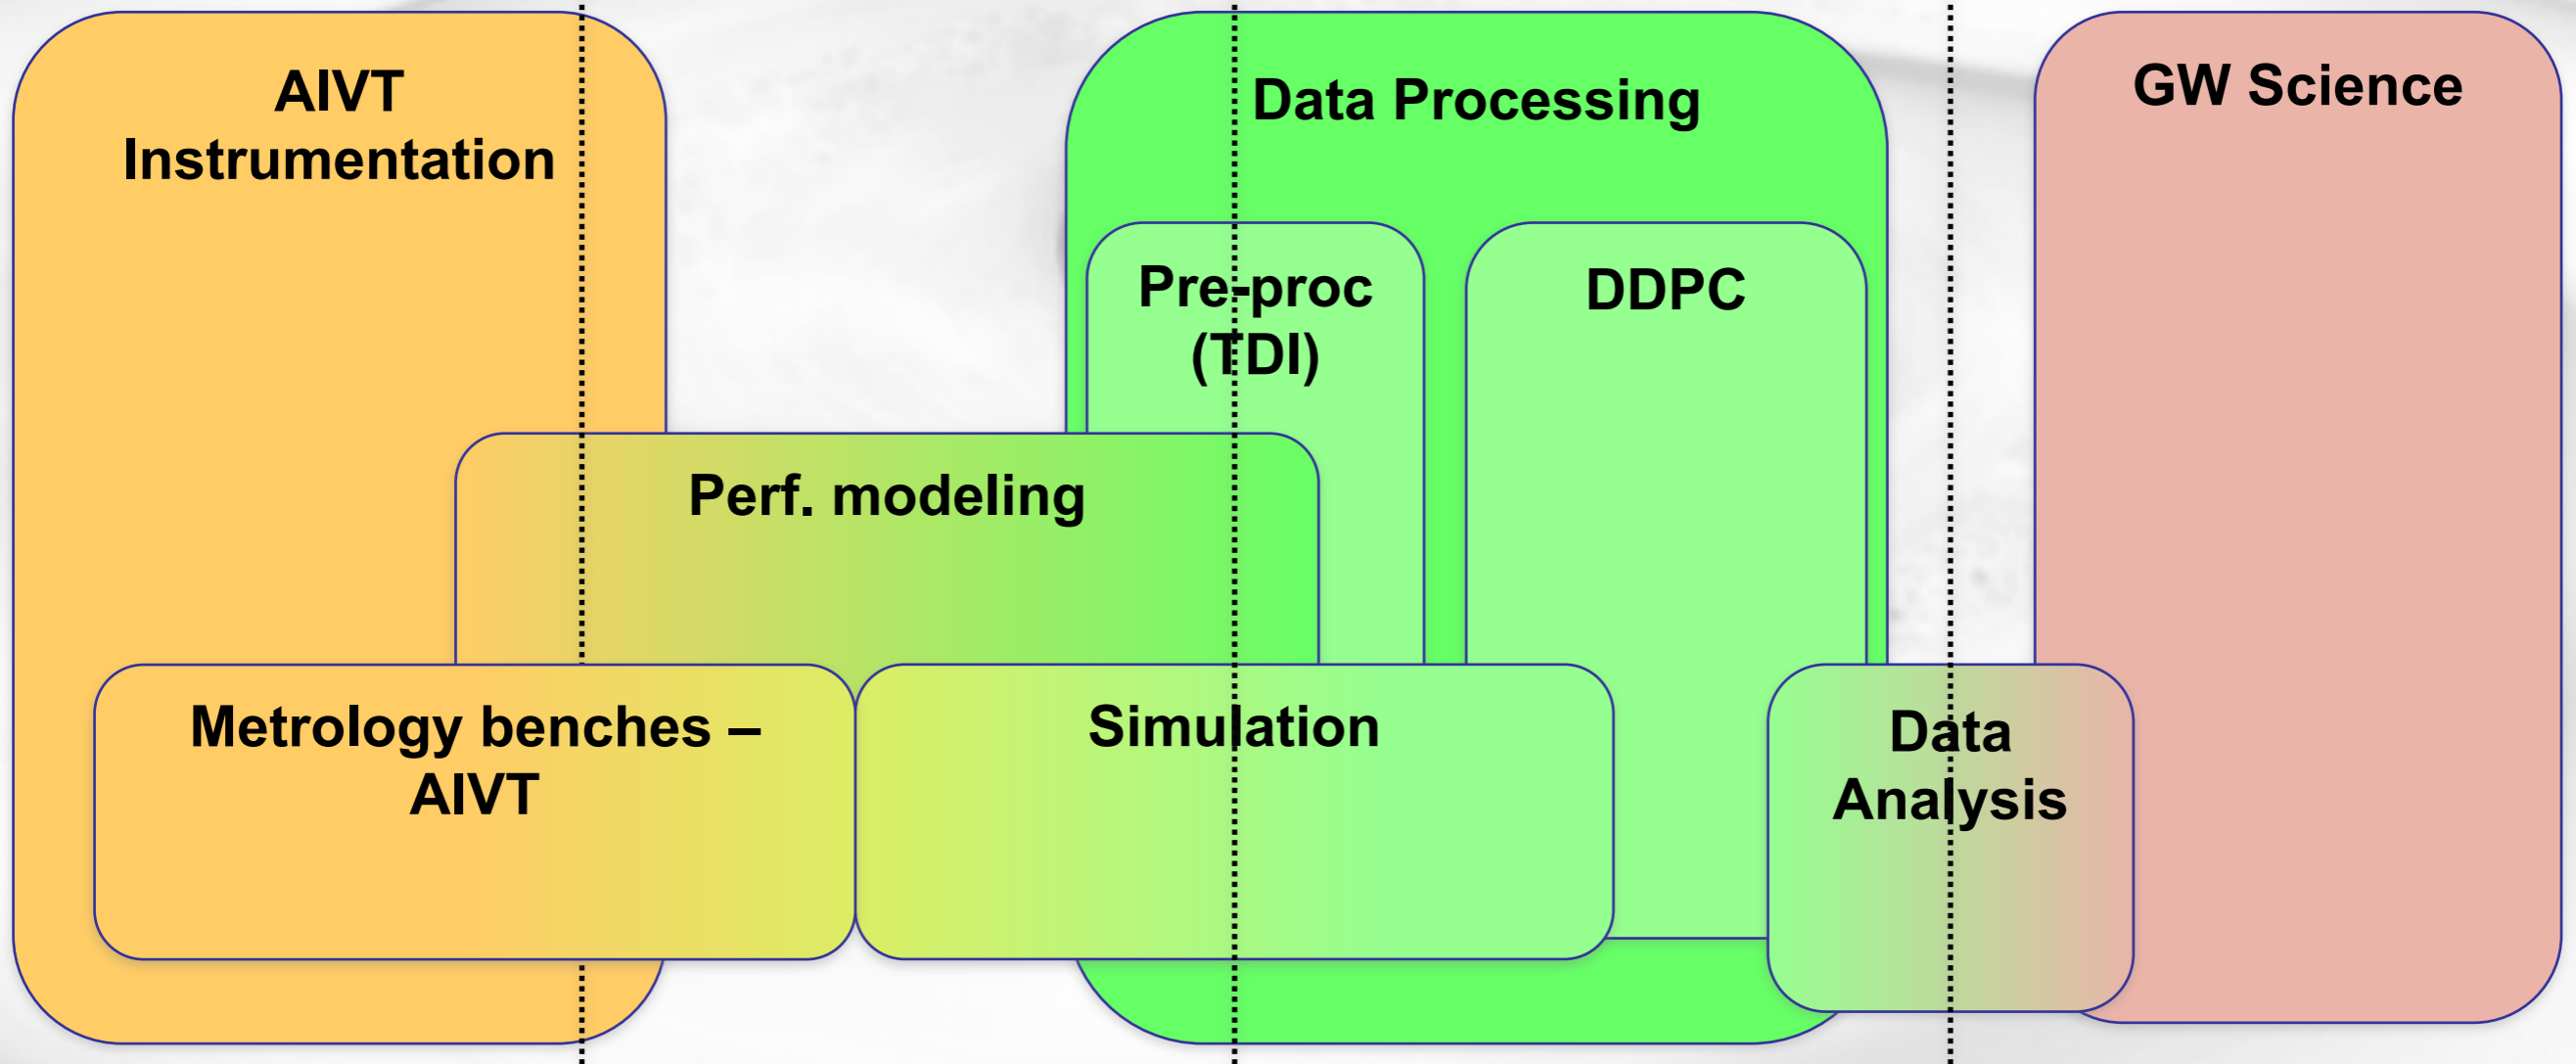 AIVT
Instrumentation
Data Processing
GW Science
Pre-proc
(TDI)
DDPC
Perf. modeling
Metrology benches –
AIVT
Simulation
Data
Analysis